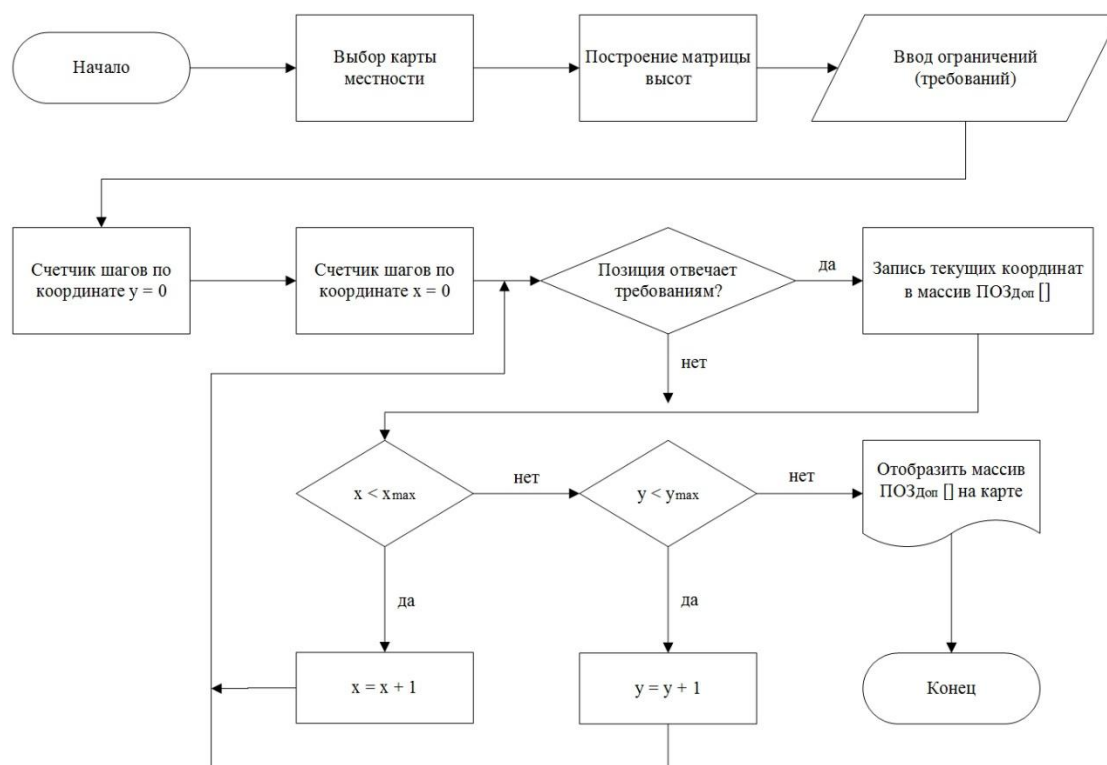 Начало
Выбор карты
местности
Построение матрицы
высот
Ввод ограничений
(требований)
Счетчик шагов по
координате y = 0
Счетчик шагов по
координате x = 0
Позиция отвечает
требованиям?
да
Запись текущих координат
в массив ПОЗдоп []
нет
x < xmax
нет
y < ymax
нет
Отобразить массив
ПОЗдоп [] на карте
да
да
x = x + 1
y = y + 1
Конец